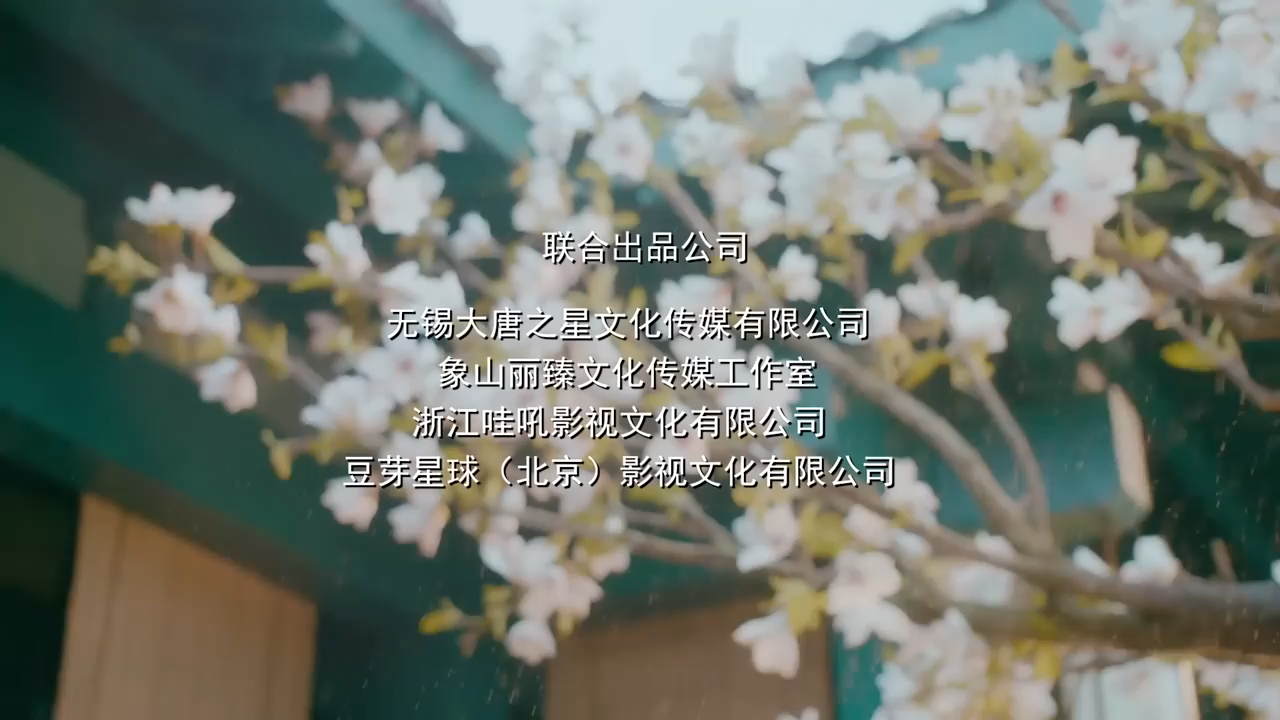 联合出品公司
无锡大唐之星文化传媒有限公司
象山丽臻文化传媒工作室
浙江哇吼影视文化有限公司
豆芽星球（北京）影视文化有限公司